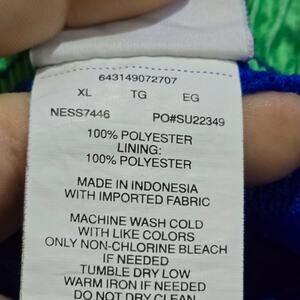 643149072707
XL TG EG
NESS7446 PO#SU22349
100% POLYESTER
LINING:
100% POLYESTER
MADE IN INDONESIA
WITH IMPORTED FABRIC
MACHINE WASH COLD
WITH LIKE COLORS
ONLY NON-CHLORINE BLEACH
IF NEEDED
TUMBLE DRY LOW
WARM IRON IF NEEDED
DO NOT DRY CLEAN